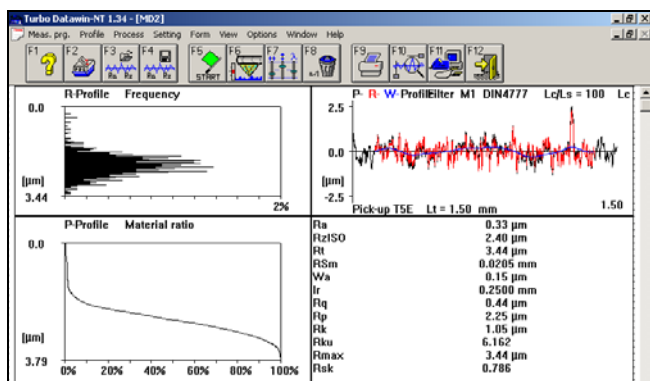 Turbo Datawin-NT 1.34 - [MD2]
Meas. prg. Profile Process Setting Form View Options Window Help
F1 F2 F3 F4 F5 F6 F7 F8 F9 F10 F11 F12
? Ra Rz Ra Rz START n-1
R-Profile Frequency
0.0
[µm]
3.44
2%
P- R- W-Profile Filter M1 DIN4777 Lc/Ls = 100 Lc
2.5
0.0
[µm]
-2.5
Pick-up T5E Lt = 1.50 mm
1.50
P-Profile Material ratio
0.0
[µm]
3.79
0% 20% 40% 60% 80% 100%
Ra 0.33 µm
RzISO 2.40 µm
Rt 3.44 µm
RSm 0.0205 mm
Wa 0.15 µm
lr 0.2500 mm
Rq 0.44 µm
Rp 2.25 µm
Rk 1.05 µm
Rku 6.162
Rmax 3.44 µm
Rsk 0.786